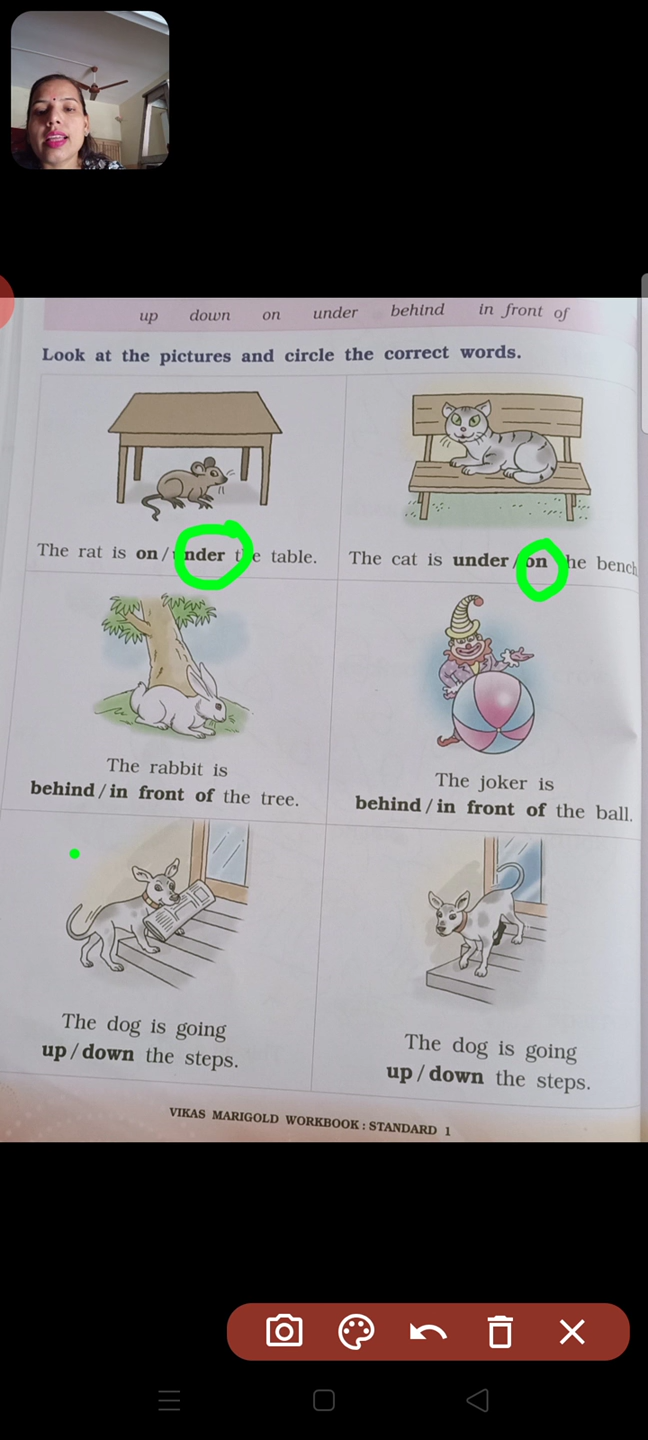 up down on under behind in front of
Look at the pictures and circle the correct words.
The rat is on / under the table.
The cat is under / on the bench
The rabbit is
behind / in front of the tree.
The joker is
behind / in front of the ball.
The dog is going
up / down the steps.
The dog is going
up / down the steps.
VIKAS MARIGOLD WORKBOOK : STANDARD 1